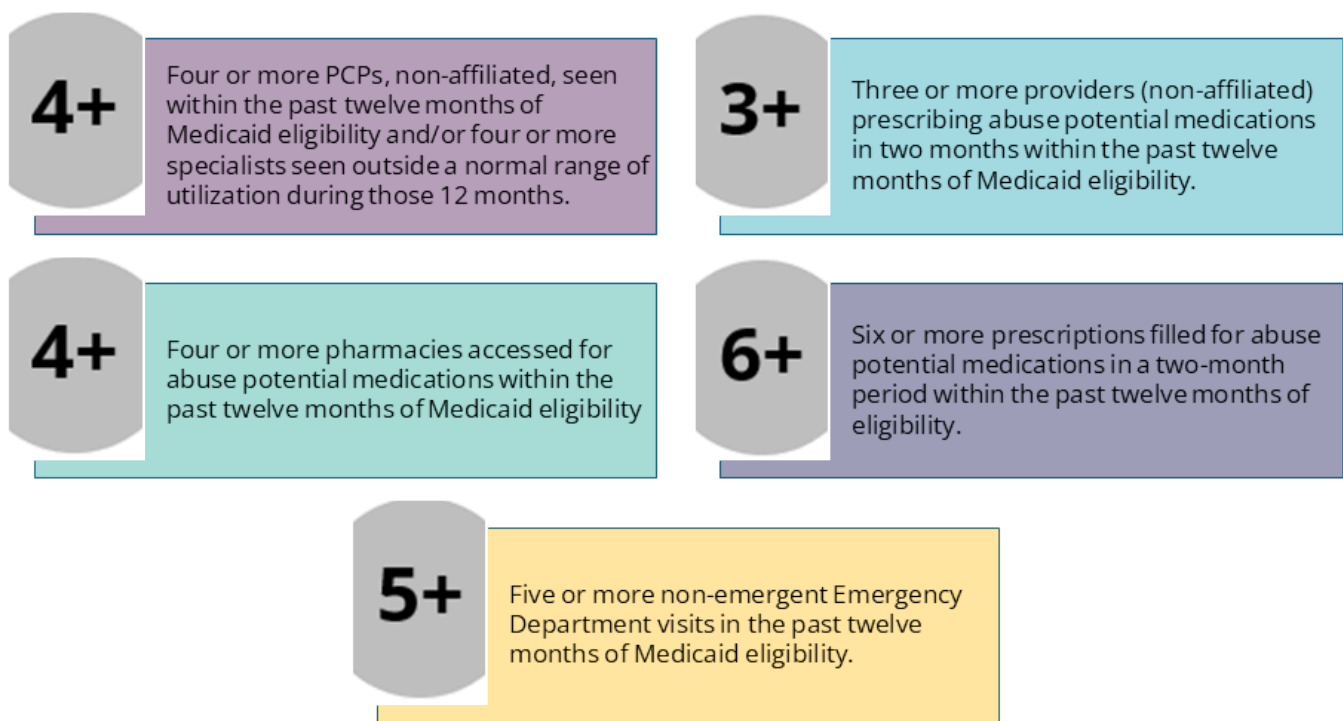 4+
Four or more PCPs, non-affiliated, seen
within the past twelve months of
Medicaid eligibility and/or four or more
specialists seen outside a normal range of
utilization during those 12 months.
3+
Three or more providers (non-affiliated)
prescribing abuse potential medications
in two months within the past twelve
months of Medicaid eligibility.
4+
Four or more pharmacies accessed for
abuse potential medications within the
past twelve months of Medicaid eligibility
6+
Six or more prescriptions filled for abuse
potential medications in a two-month
period within the past twelve months of
eligibility.
5+
Five or more non-emergent Emergency
Department visits in the past twelve
months of Medicaid eligibility.